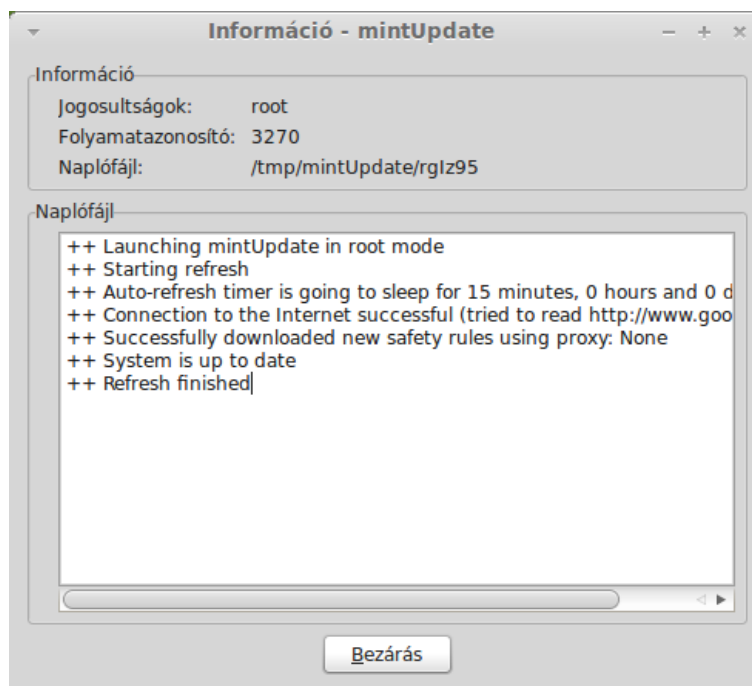 Információ - mintUpdate
Információ
Jogosultságok: root
Folyamatazonosító: 3270
Naplófájl: /tmp/mintUpdate/rgIz95
Naplófájl
++ Launching mintUpdate in root mode
++ Starting refresh
++ Auto-refresh timer is going to sleep for 15 minutes, 0 hours and 0 d
++ Connection to the Internet successful (tried to read http://www.goo
++ Successfully downloaded new safety rules using proxy: None
++ System is up to date
++ Refresh finished
Bezárás